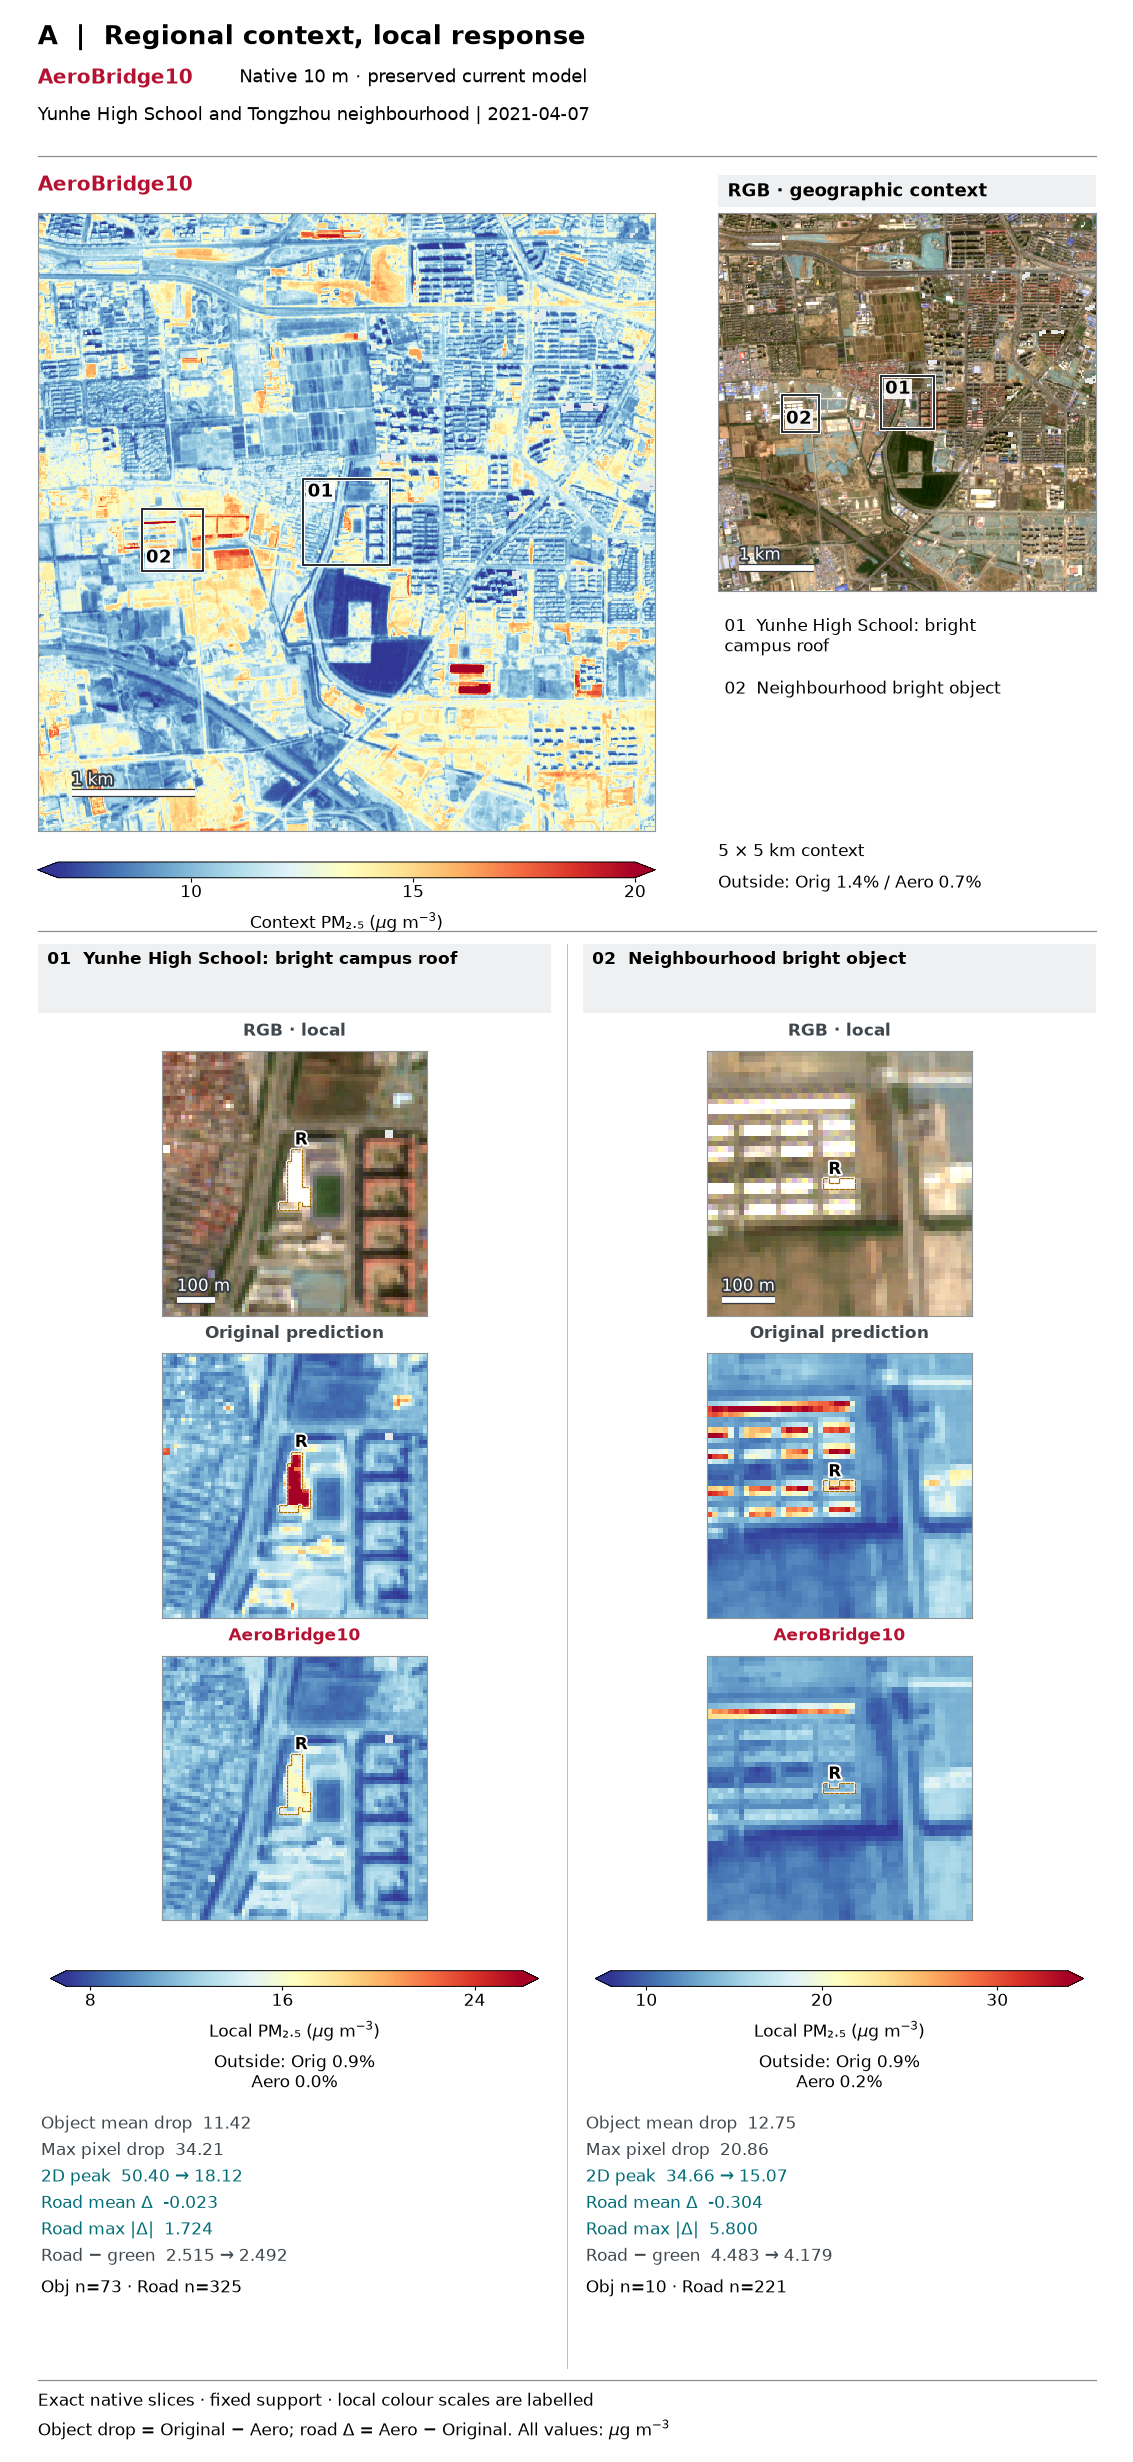 A | Regional context, local response
AeroBridge10 Native 10 m · preserved current model
Yunhe High School and Tongzhou neighbourhood | 2021-04-07
AeroBridge10
RGB · geographic context
01
02
1 km
01
02
1 km
01 Yunhe High School: bright
campus roof
02 Neighbourhood bright object
5 × 5 km context
Outside: Orig 1.4% / Aero 0.7%
10 15 20
Context PM₂.₅ (μg m⁻³)
01 Yunhe High School: bright campus roof
RGB · local
R
100 m
Original prediction
R
AeroBridge10
R
8 16 24
Local PM₂.₅ (μg m⁻³)
Outside: Orig 0.9%
Aero 0.0%
Object mean drop 11.42
Max pixel drop 34.21
2D peak 50.40 → 18.12
Road mean Δ -0.023
Road max |Δ| 1.724
Road − green 2.515 → 2.492
Obj n=73 · Road n=325
02 Neighbourhood bright object
RGB · local
R
100 m
Original prediction
R
AeroBridge10
R
10 20 30
Local PM₂.₅ (μg m⁻³)
Outside: Orig 0.9%
Aero 0.2%
Object mean drop 12.75
Max pixel drop 20.86
2D peak 34.66 → 15.07
Road mean Δ -0.304
Road max |Δ| 5.800
Road − green 4.483 → 4.179
Obj n=10 · Road n=221
Exact native slices · fixed support · local colour scales are labelled
Object drop = Original − Aero; road Δ = Aero − Original. All values: μg m⁻³